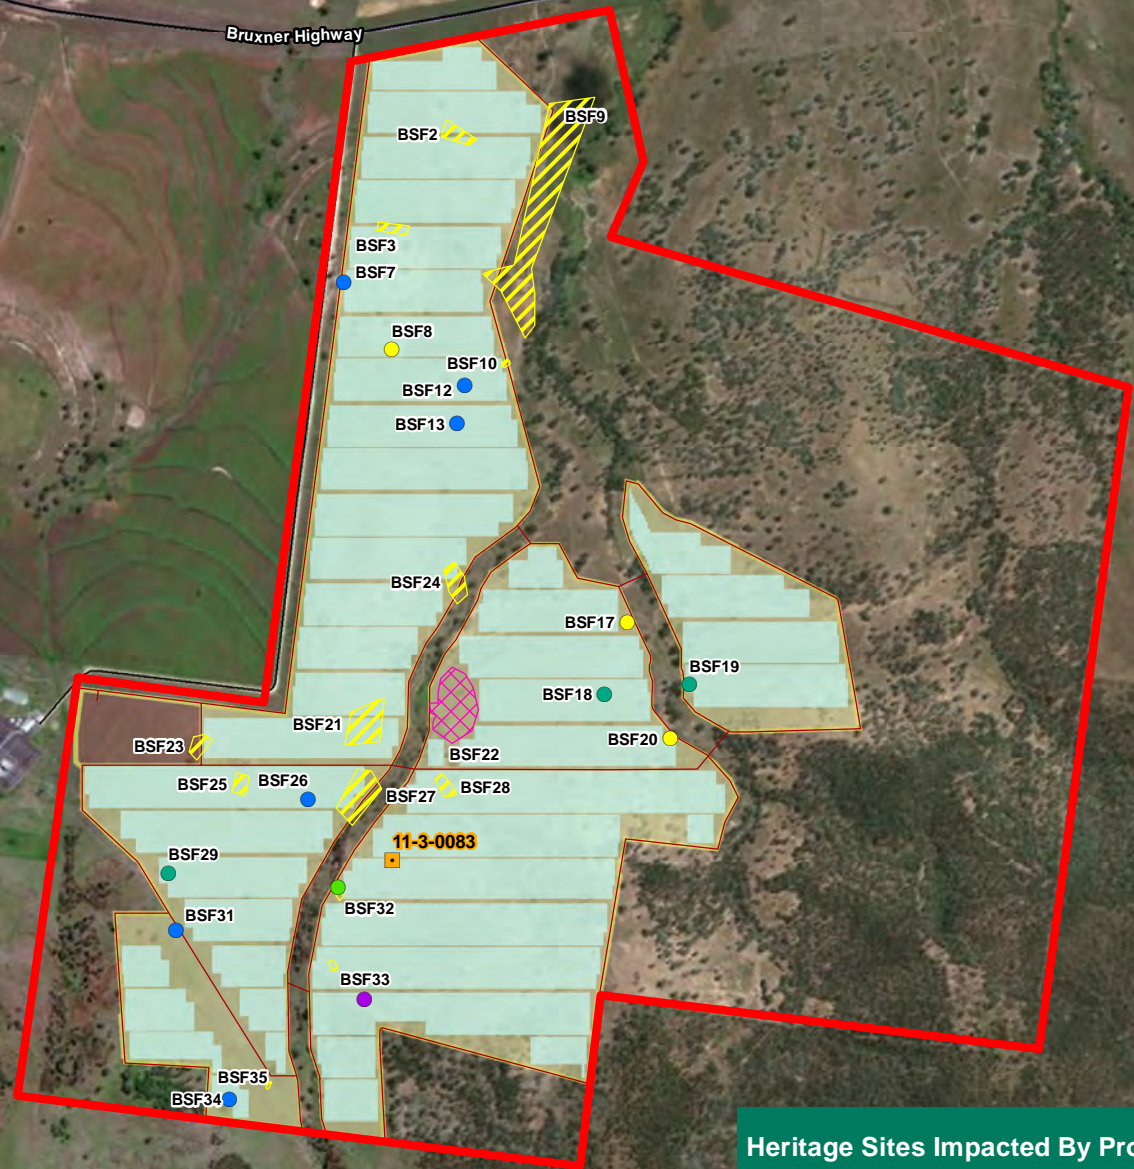 Bruxner Highway
BSF9
BSF2
BSF3
BSF7
BSF8
BSF10
BSF12
BSF13
BSF24
BSF17
BSF19
BSF18
BSF21
BSF20
BSF23
BSF22
BSF25
BSF26
BSF27
BSF28
11-3-0083
BSF29
BSF32
BSF31
BSF33
BSF35
BSF34
Heritage Sites Impacted By Pro